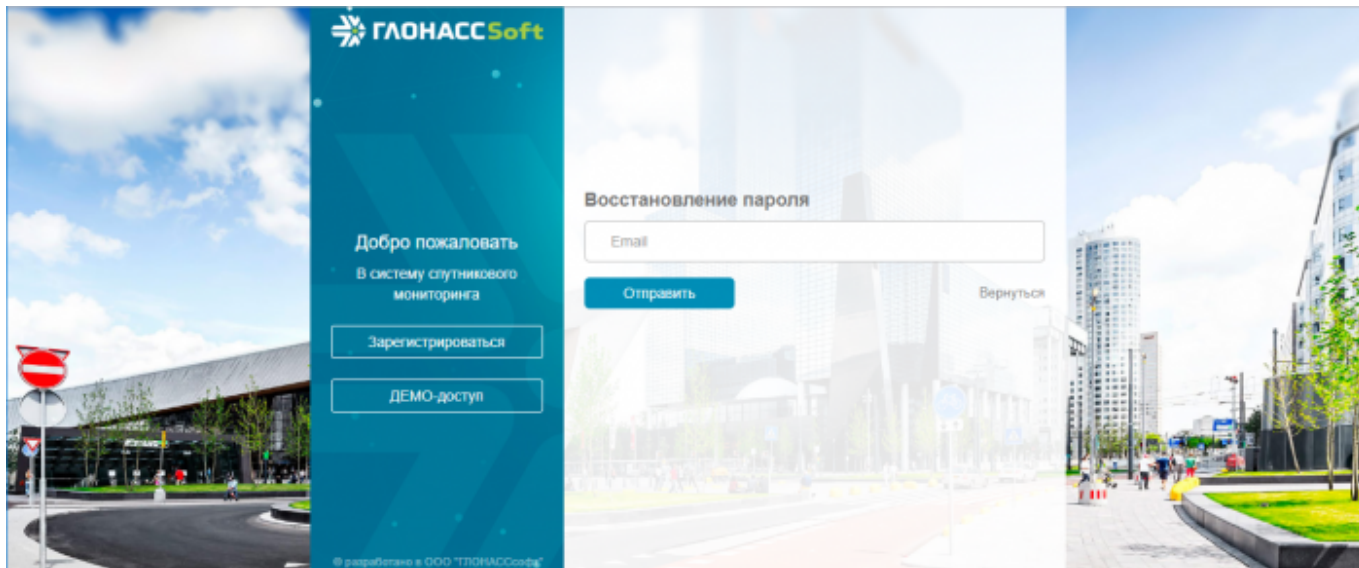 ГЛОНАССSoft
Добро пожаловать
В систему спутникового
мониторинга
Зарегистрироваться
ДЕМО-доступ
© разработано в ООО "ГЛОНАССсофт"
Восстановление пароля
Email
Отправить
Вернуться